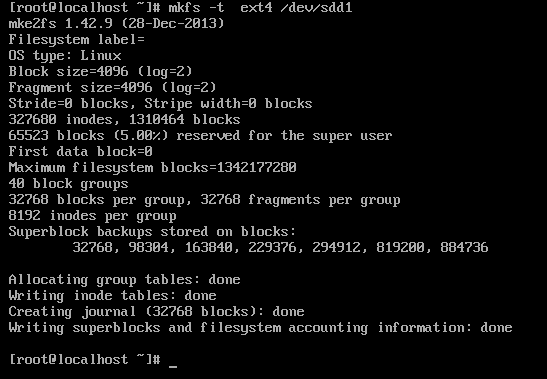 [root@localhost ~]# mkfs -t  ext4 /dev/sdd1
mke2fs 1.42.9 (28-Dec-2013)
Filesystem label=
OS type: Linux
Block size=4096 (log=2)
Fragment size=4096 (log=2)
Stride=0 blocks, Stripe width=0 blocks
327680 inodes, 1310464 blocks
65523 blocks (5.00%) reserved for the super user
First data block=0
Maximum filesystem blocks=1342177280
40 block groups
32768 blocks per group, 32768 fragments per group
8192 inodes per group
Superblock backups stored on blocks:
        32768, 98304, 163840, 229376, 294912, 819200, 884736
Allocating group tables: done
Writing inode tables: done
Creating journal (32768 blocks): done
Writing superblocks and filesystem accounting information: done
[root@localhost ~]# _